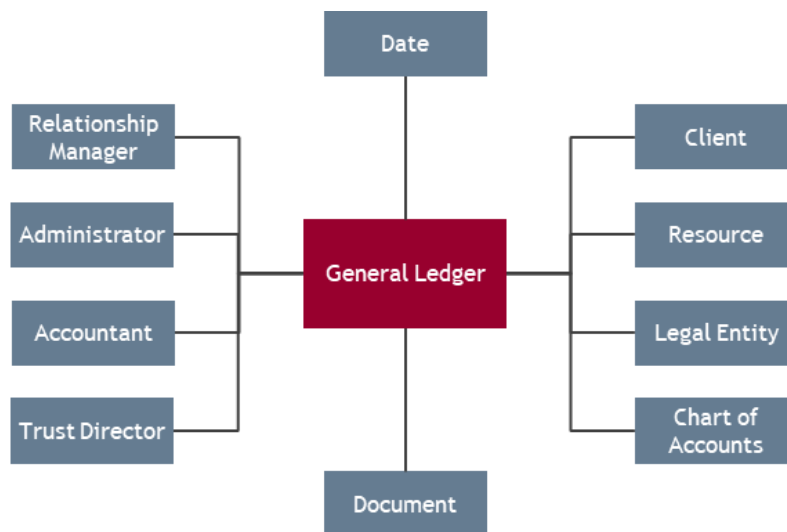 Date
Relationship
Manager
Client
Administrator
Resource
General Ledger
Accountant
Legal Entity
Trust Director
Chart of
Accounts
Document